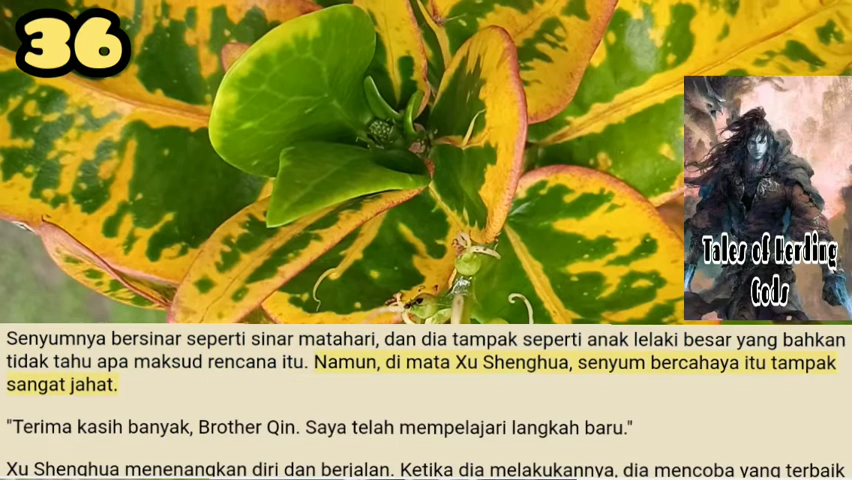 36
Tales of Herding
Gods
Senyumnya bersinar seperti sinar matahari, dan dia tampak seperti anak lelaki besar yang bahkan
tidak tahu apa maksud rencana itu. Namun, di mata Xu Shenghua, senyum bercahaya itu tampak
sangat jahat.
"Terima kasih banyak, Brother Qin. Saya telah mempelajari langkah baru."
Xu Shenghua menenangkan diri dan berjalan. Ketika dia melakukannya, dia mencoba yang terbaik